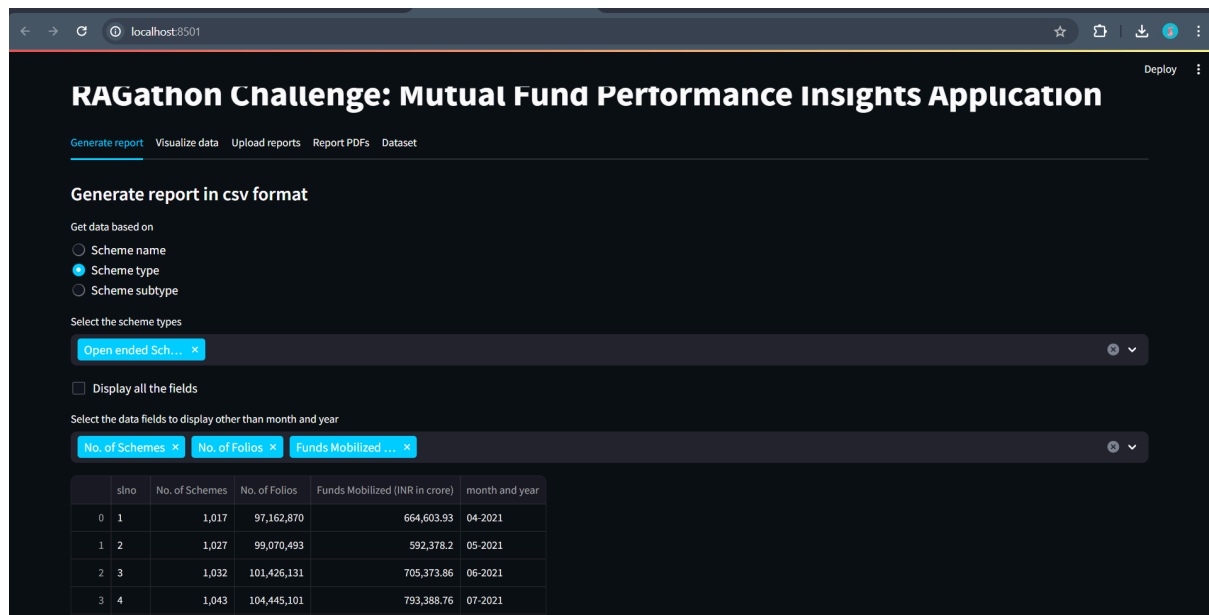 localhost:8501
Deploy
RAGathon Challenge: Mutual Fund Performance Insights Application
Generate report Visualize data Upload reports Report PDFs Dataset
Generate report in csv format
Get data based on
Scheme name
Scheme type
Scheme subtype
Select the scheme types
Open ended Sch... ×
Display all the fields
Select the data fields to display other than month and year
No. of Schemes × No. of Folios × Funds Mobilized ... ×
slno No. of Schemes No. of Folios Funds Mobilized (INR in crore) month and year
0 1 1,017 97,162,870 664,603.93 04-2021
1 2 1,027 99,070,493 592,378.2 05-2021
2 3 1,032 101,426,131 705,373.86 06-2021
3 4 1,043 104,445,101 793,388.76 07-2021